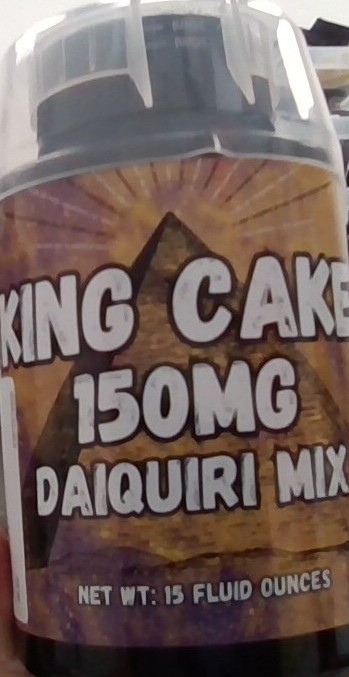 KING CAKE
150MG
DAIQUIRI MIX
NET WT: 15 FLUID OUNCES